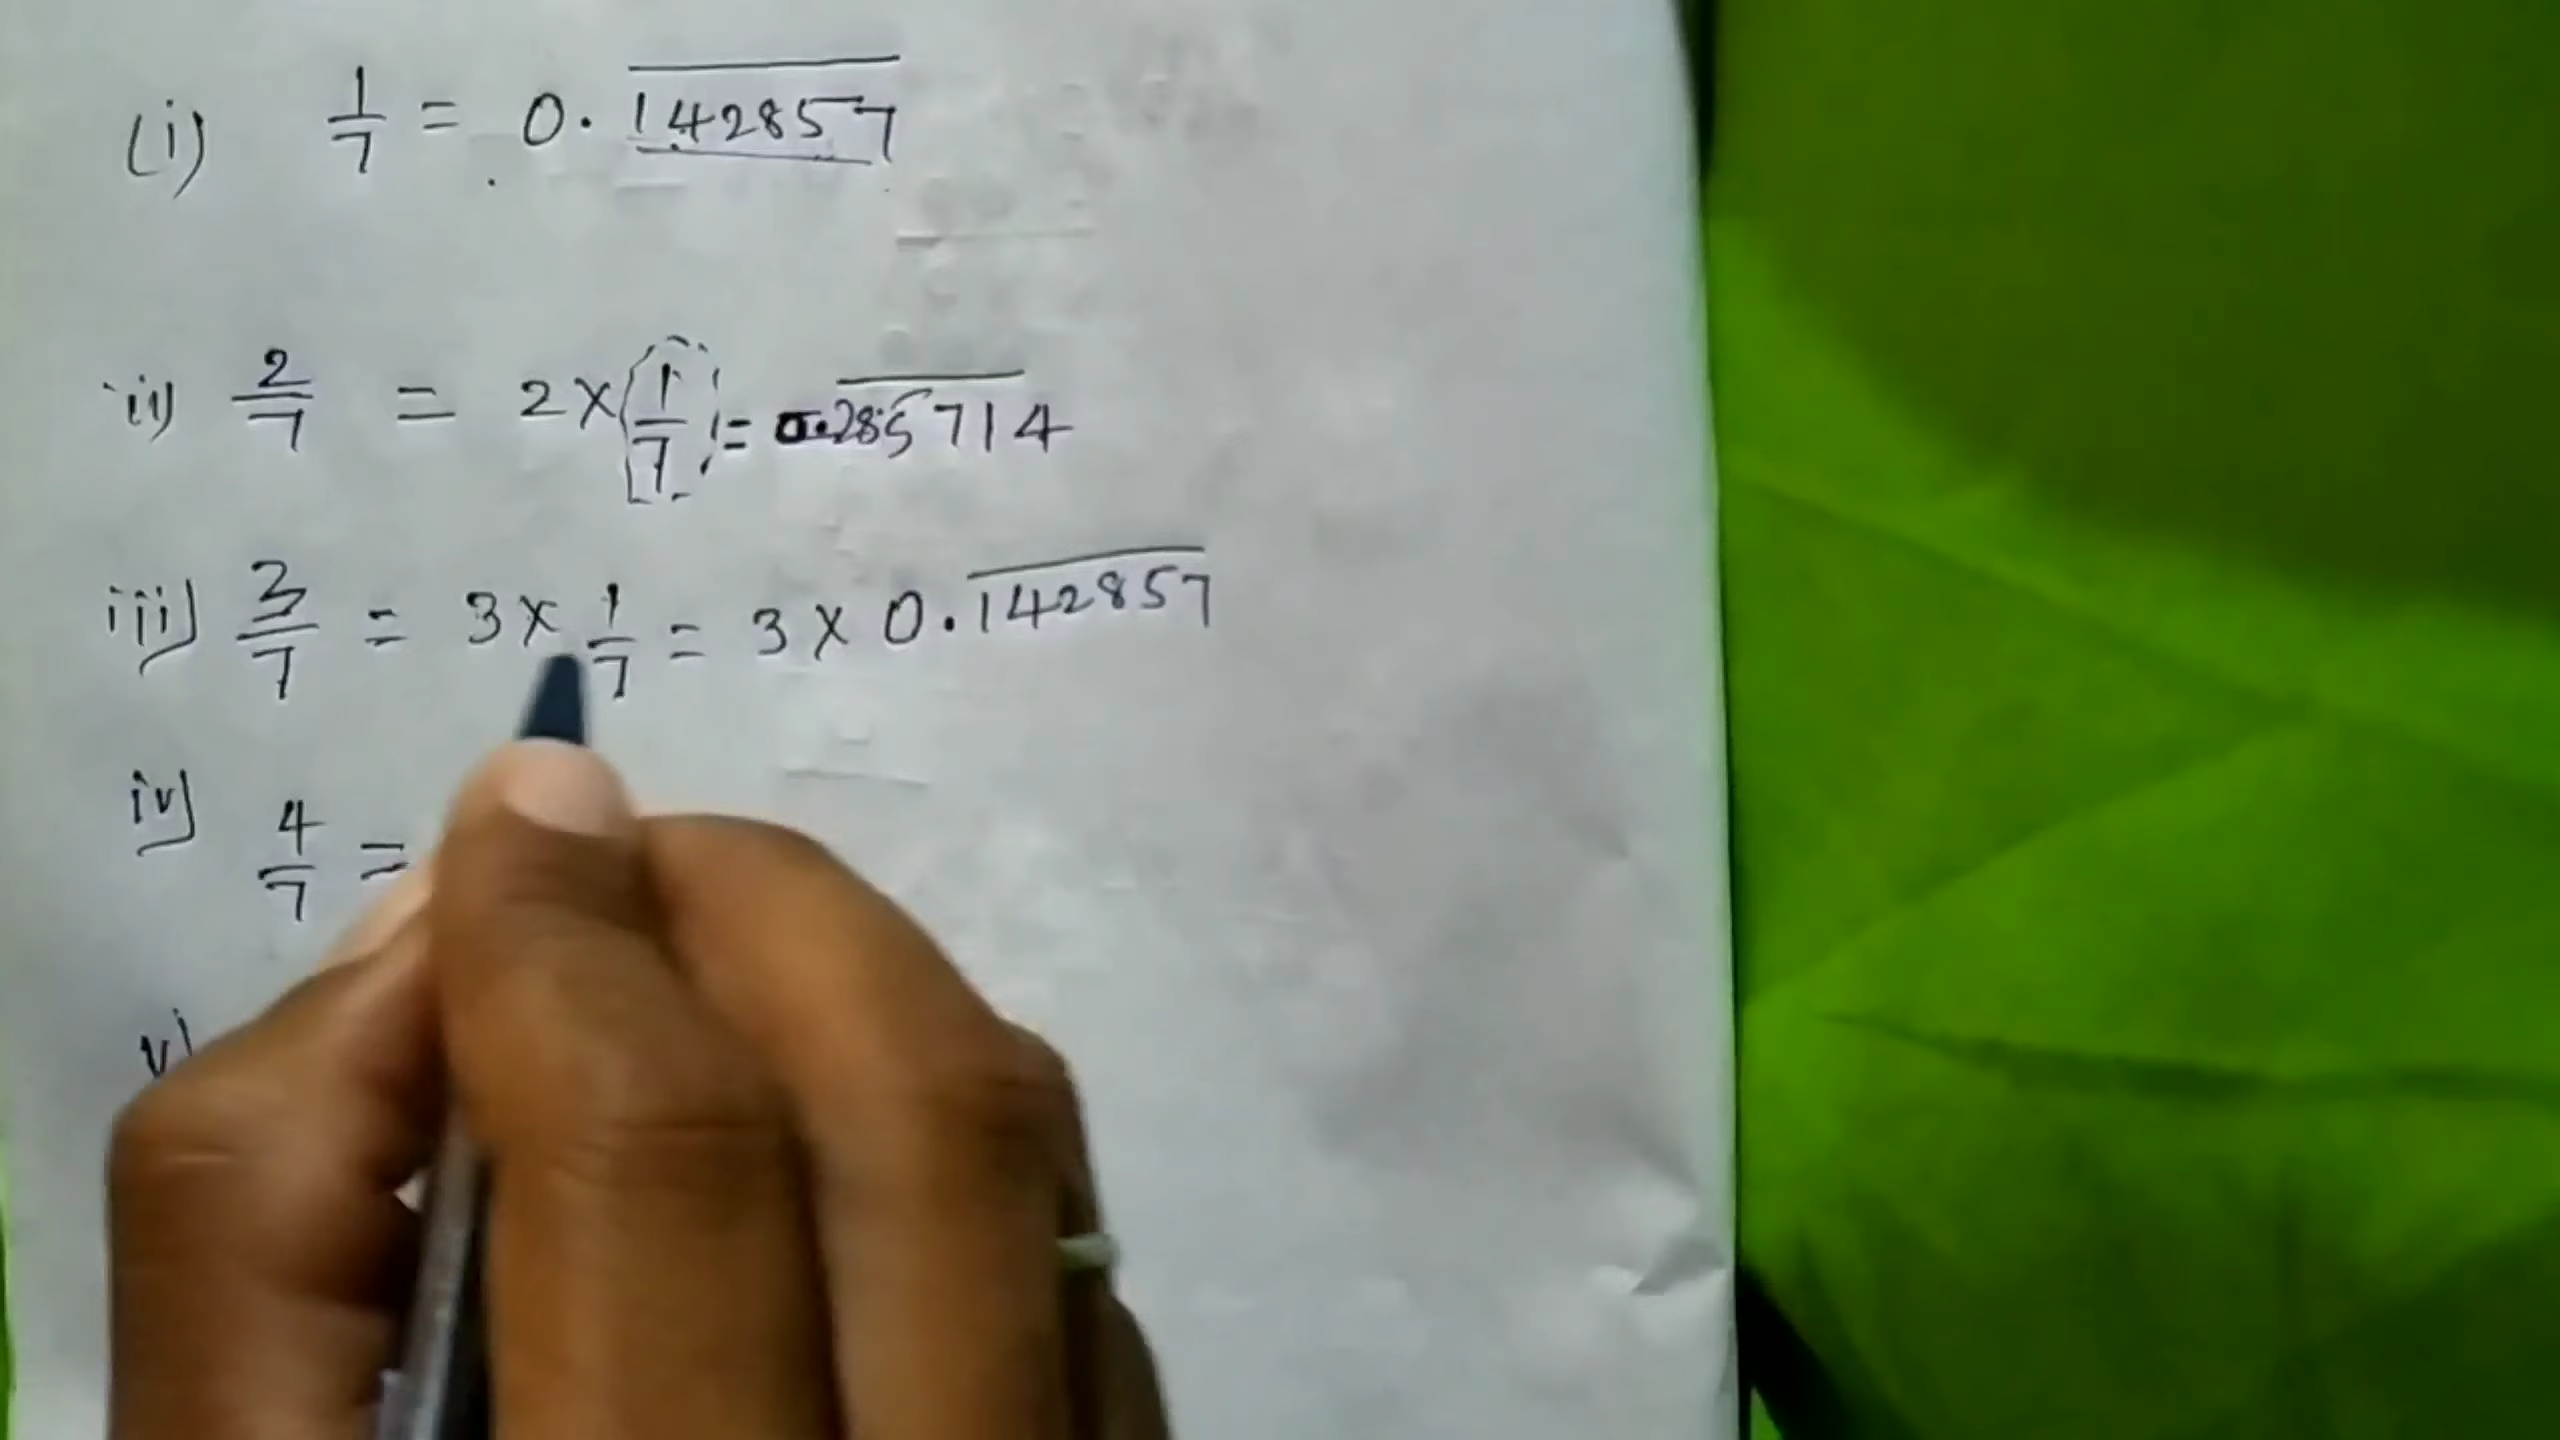 (i) 1/7 = 0.142857
ii) 2/7 = 2 × 1/7 = 0.285714
iii) 3/7 = 3 × 1/7 = 3 × 0.142857
iv) 4/7 =
v)